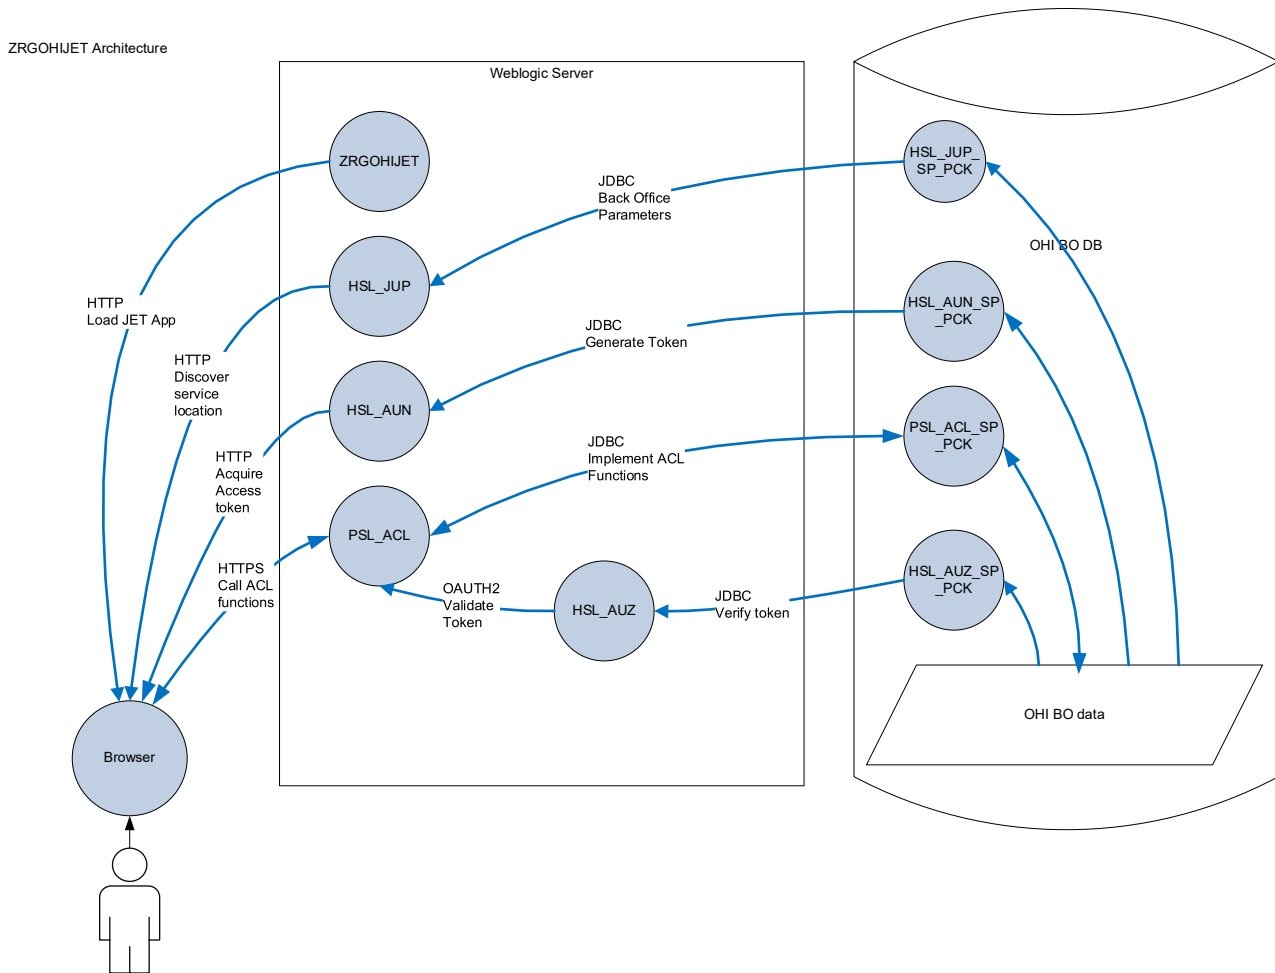 ZRGOHIJET Architecture
Weblogic Server
ZRGOHIJET
HSL_JUP_
SP_PCK
JDBC
Back Office
Parameters
OHI BO DB
HSL_JUP
HTTP
Load JET App
HSL_AUN_SP
_PCK
JDBC
Generate Token
HTTP
Discover
service
location
HSL_AUN
PSL_ACL_SP
_PCK
JDBC
Implement ACL
Functions
HTTP
Acquire
Access
token
PSL_ACL
HTTPS
Call ACL
functions
OAUTH2
Validate
Token
HSL_AUZ
JDBC
Verify token
HSL_AUZ_SP
_PCK
OHI BO data
Browser